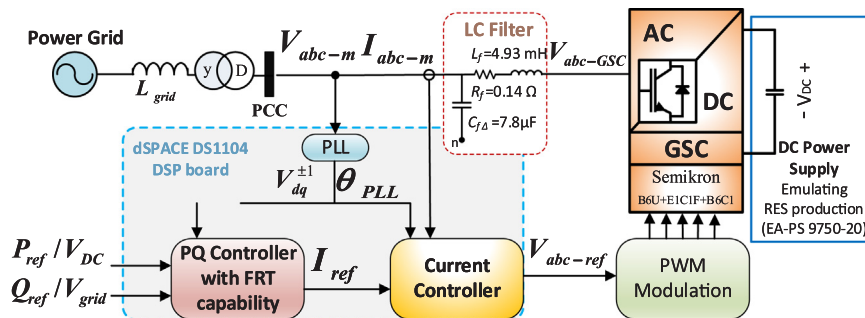 Power Grid
L grid
y
D
PCC
V abc-m I abc-m
LC Filter
L f =4.93 mH
R f =0.14 Ω
C fΔ =7.8µF
n
V abc-GSC
AC
DC
GSC
Semikron
B6U+E1C1F+B6C1
- V DC +
DC Power
Supply
Emulating
RES production
(EA-PS 9750-20)
dSPACE DS1104
DSP board
PLL
V dq ±1
θ PLL
P ref /V DC
Q ref /V grid
PQ Controller
with FRT
capability
I ref
Current
Controller
V abc-ref
PWM
Modulation